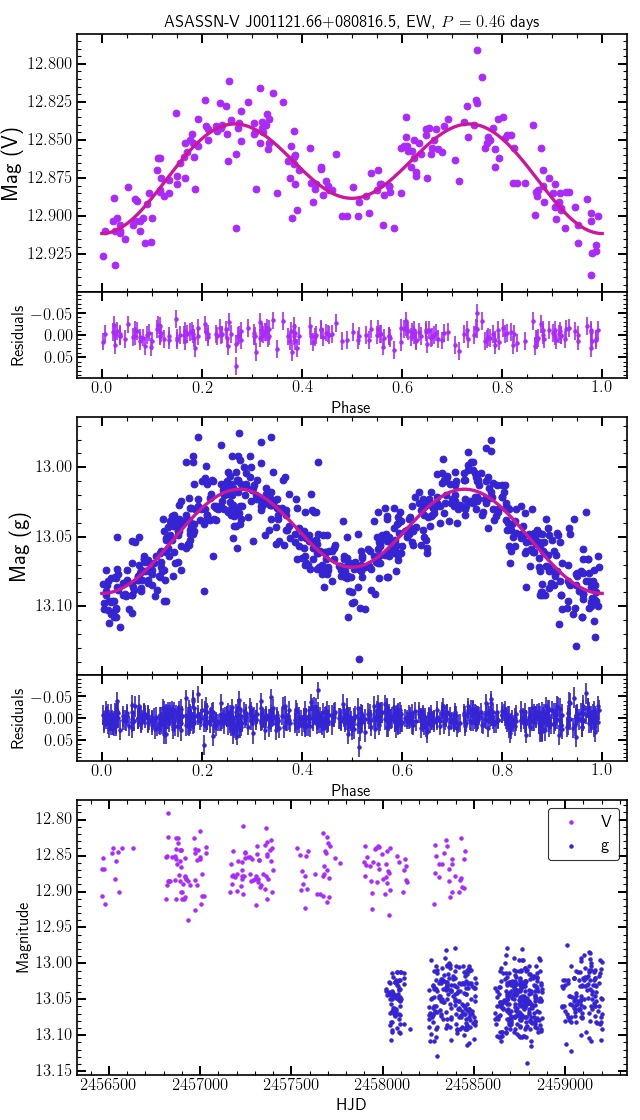 ASASSN-V J001121.66+080816.5, EW, P = 0.46 days
Mag (V)
12.800
12.825
12.850
12.875
12.900
12.925
Residuals
−0.05
0.00
0.05
0.0 0.2 0.4 0.6 0.8 1.0
Phase
Mag (g)
13.00
13.05
13.10
Residuals
−0.05
0.00
0.05
0.0 0.2 0.4 0.6 0.8 1.0
Phase
Magnitude
12.80
12.85
12.90
12.95
13.00
13.05
13.10
13.15
V
g
2456500 2457000 2457500 2458000 2458500 2459000
HJD